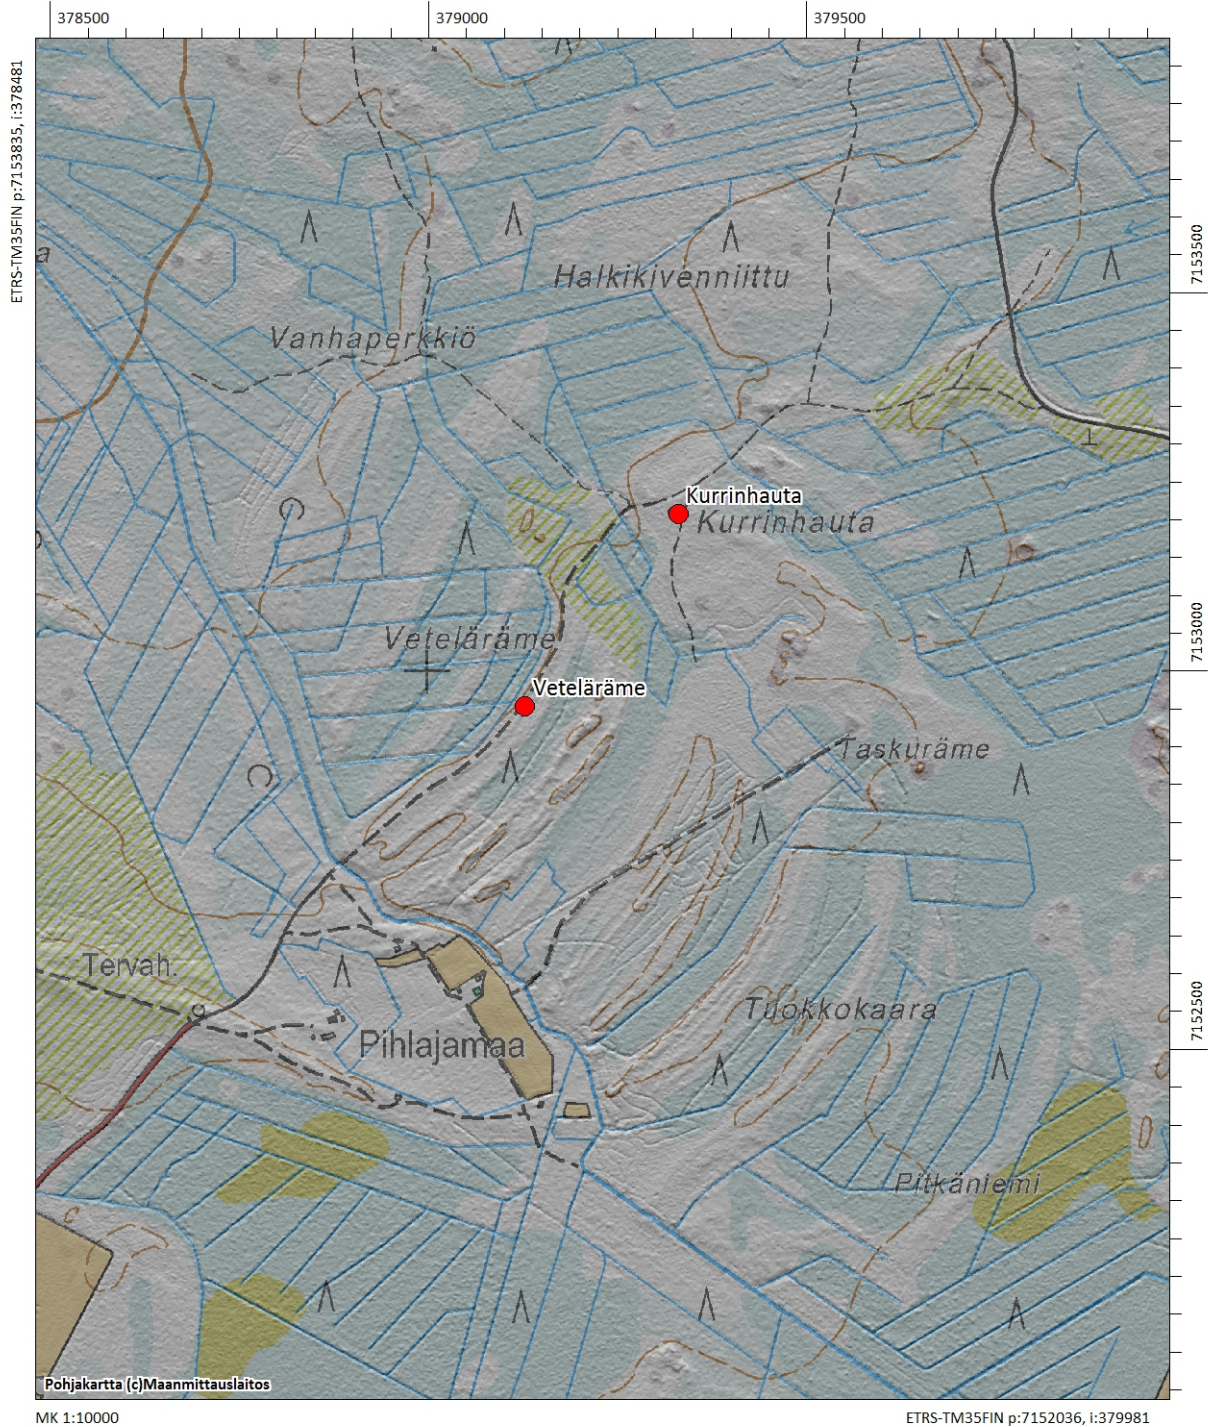 378500
379000
379500
ETRS-TM35FIN p:7153835, i:378481
7153500
a
Halkikivenniittu
Vanhaperkkiö
Kurrinhauta
Kurrinhauta
7153000
Veteläräme
Veteläräme
Taskuräme
Tervah.
Tuokkokaara
7152500
Pihlajamaa
Pitkäniemi
Pohjakartta (c)Maanmittauslaitos
MK 1:10000
ETRS-TM35FIN p:7152036, i:379981